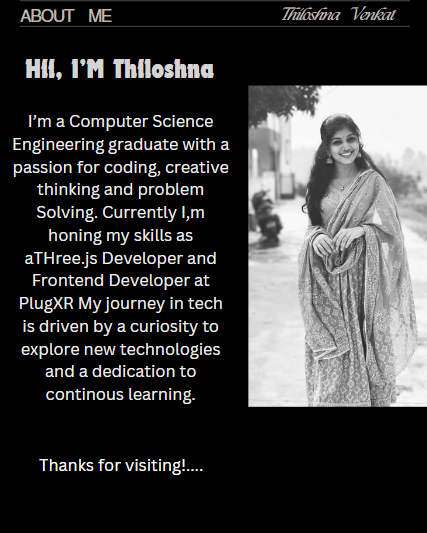 ABOUT ME
Thiloshna Venkat
Hii, I'M Thiloshna
I'm a Computer Science
Engineering graduate with a
passion for coding, creative
thinking and problem
Solving. Currently I,m
honing my skills as
aTHree.js Developer and
Frontend Developer at
PlugXR My journey in tech
is driven by a curiosity to
explore new technologies
and a dedication to
continous learning.
Thanks for visiting!....